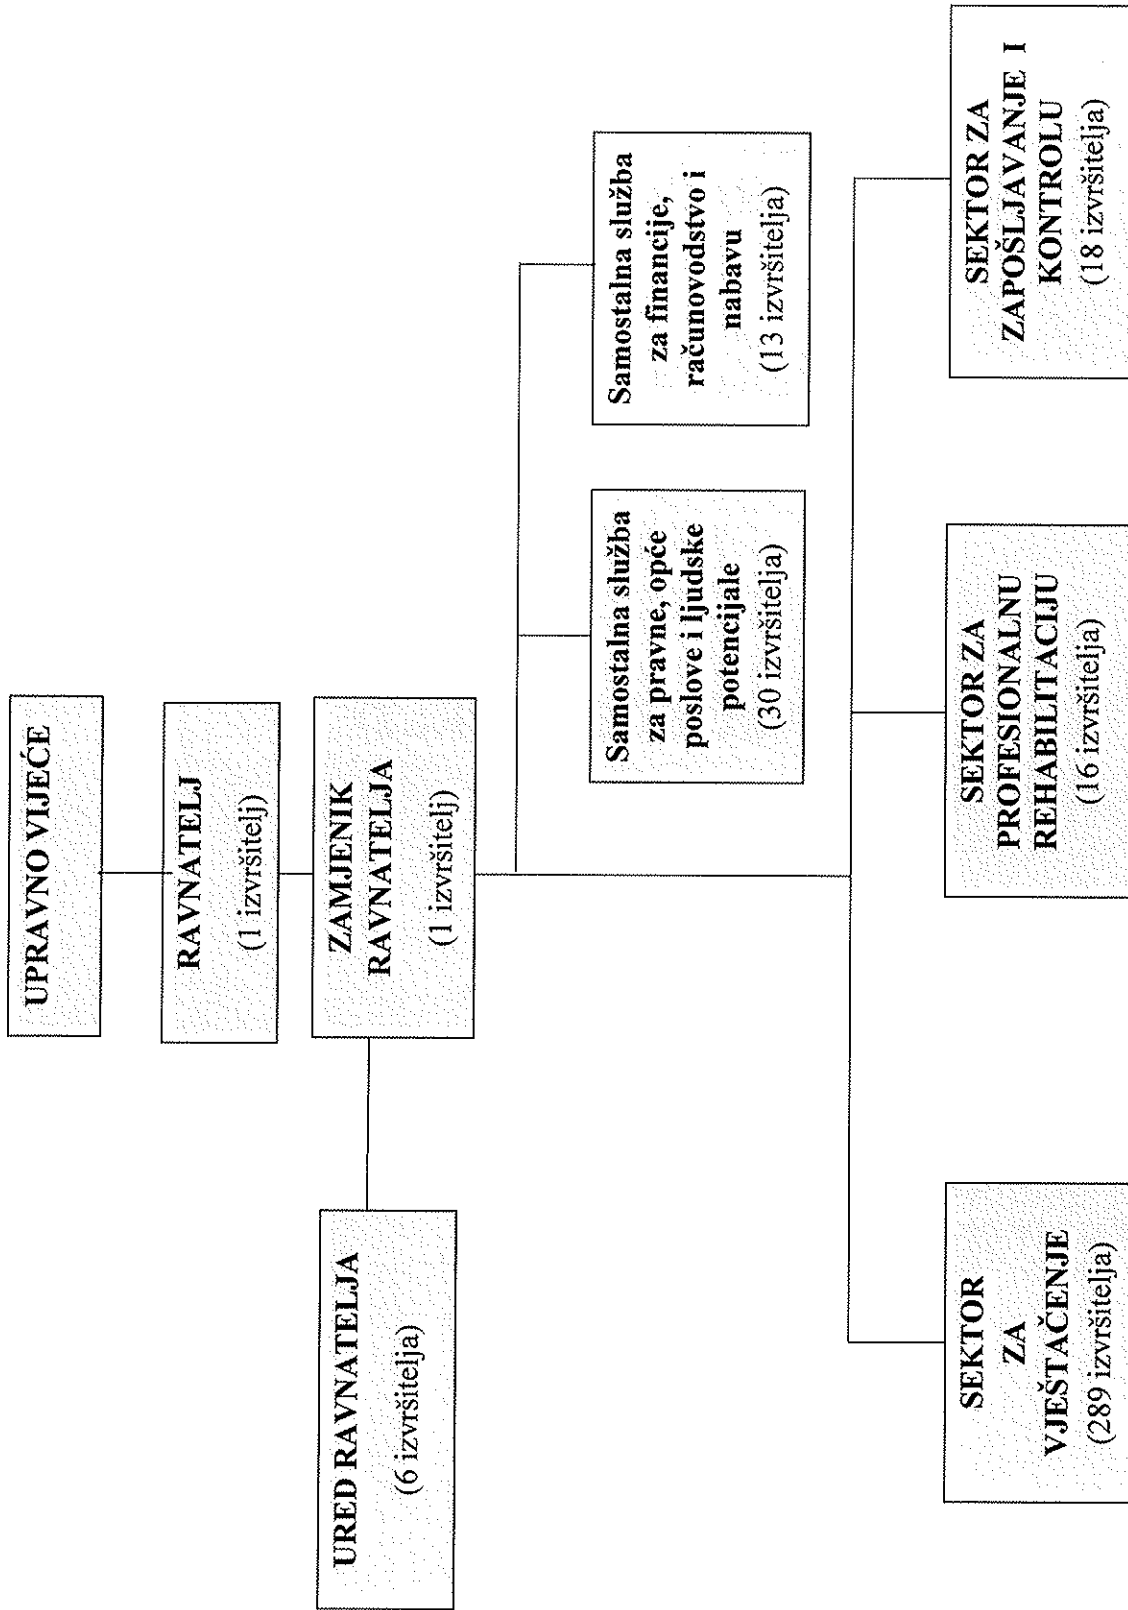 UPRAVNO VIJEĆE
RAVNATELJ
(1 izvršitelj)
ZAMJENIK
RAVNATELJA
(1 izvršitelj)
URED RAVNATELJA
(6 izvršitelja)
Samostalna služba
za pravne, opće
poslove i ljudske
potencijale
(30 izvršitelja)
Samostalna služba
za financije,
računovodstvo i
nabavu
(13 izvršitelja)
SEKTOR
ZA
VJEŠTAČENJE
(289 izvršitelja)
SEKTOR ZA
PROFESIONALNU
REHABILITACIJU
(16 izvršitelja)
SEKTOR ZA
ZAPOŠLJAVANJE I
KONTROLU
(18 izvršitelja)